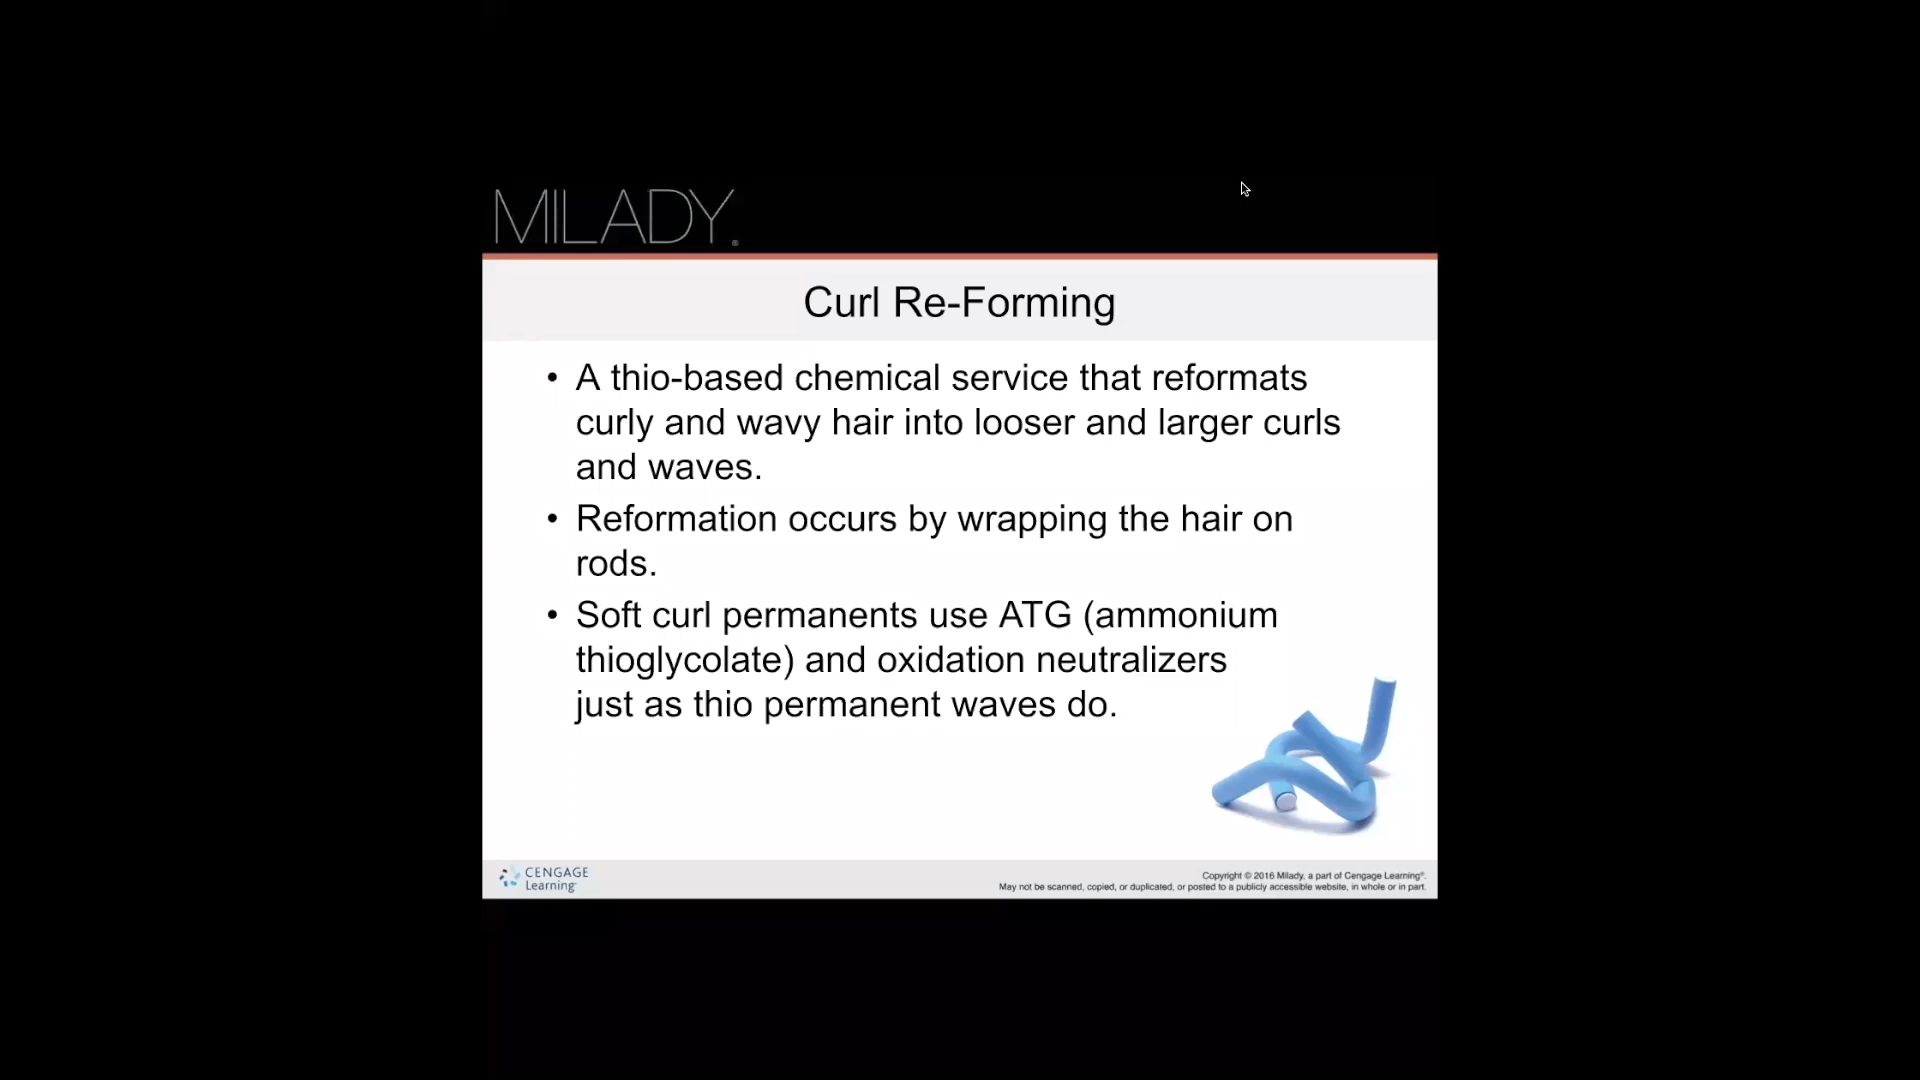 MILADY®
Curl Re-Forming
• A thio-based chemical service that reformats
curly and wavy hair into looser and larger curls
and waves.
• Reformation occurs by wrapping the hair on
rods.
• Soft curl permanents use ATG (ammonium
thioglycolate) and oxidation neutralizers
just as thio permanent waves do.
CENGAGE
Learning™
Copyright © 2016 Milady, a part of Cengage Learning®.
May not be scanned, copied, or duplicated, or posted to a publicly accessible website, in whole or in part.